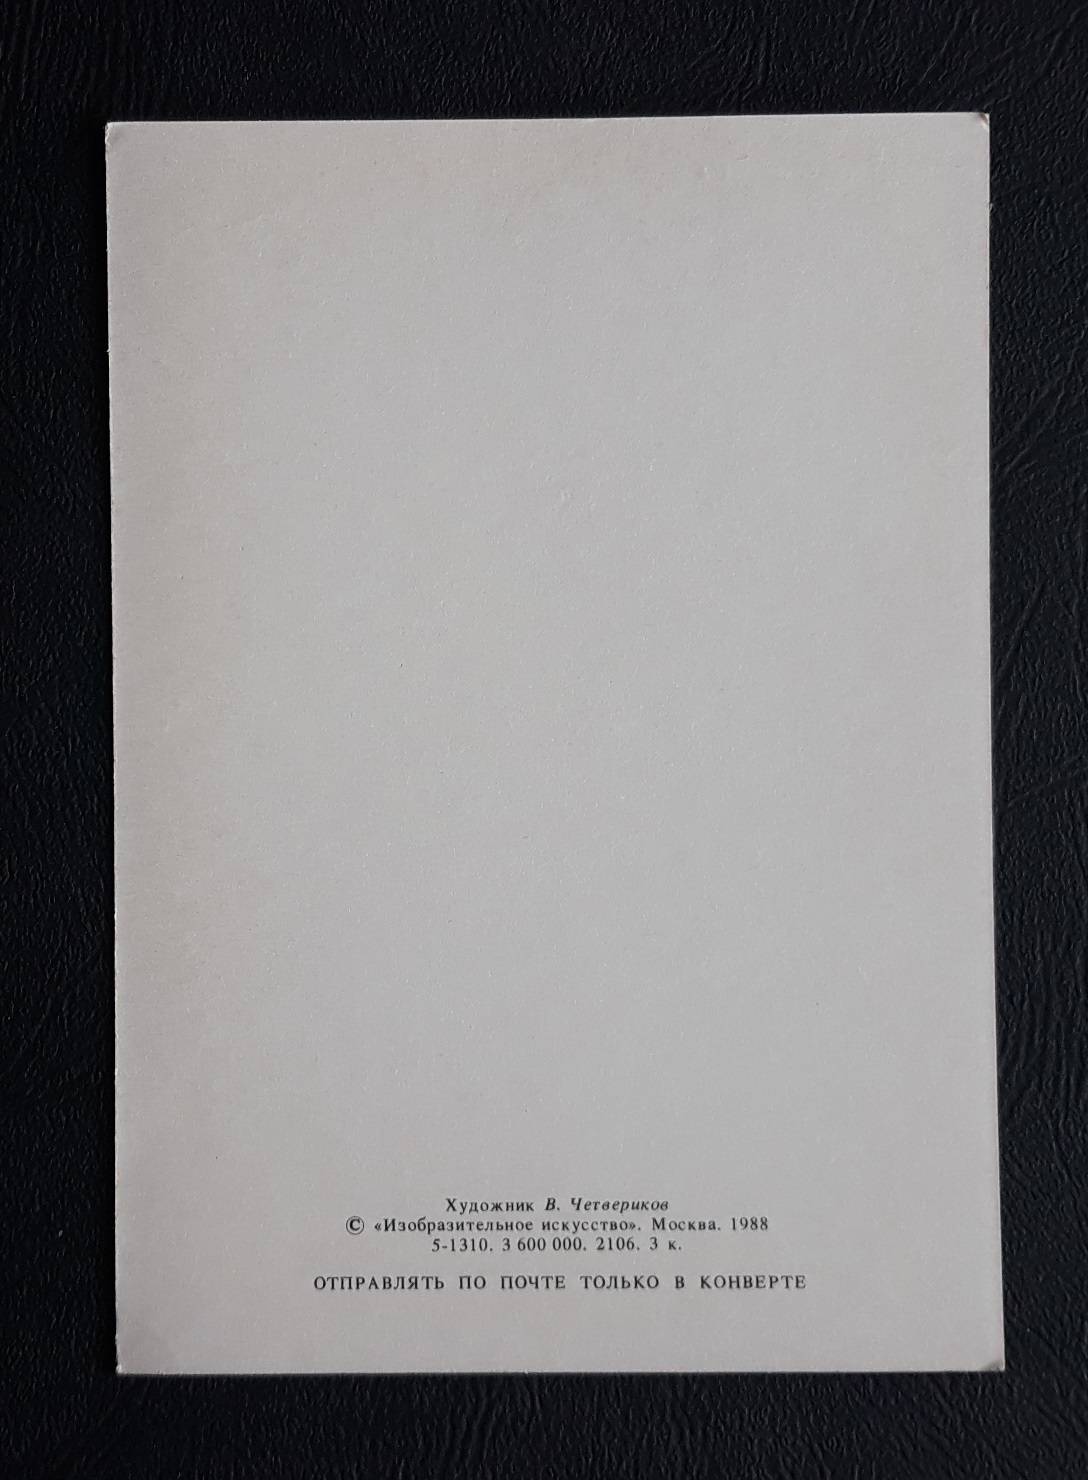 Художник В. Четвериков
© «Изобразительное искусство». Москва. 1988
5-1310. 3 600 000. 2106. 3 к.
ОТПРАВЛЯТЬ ПО ПОЧТЕ ТОЛЬКО В КОНВЕРТЕ